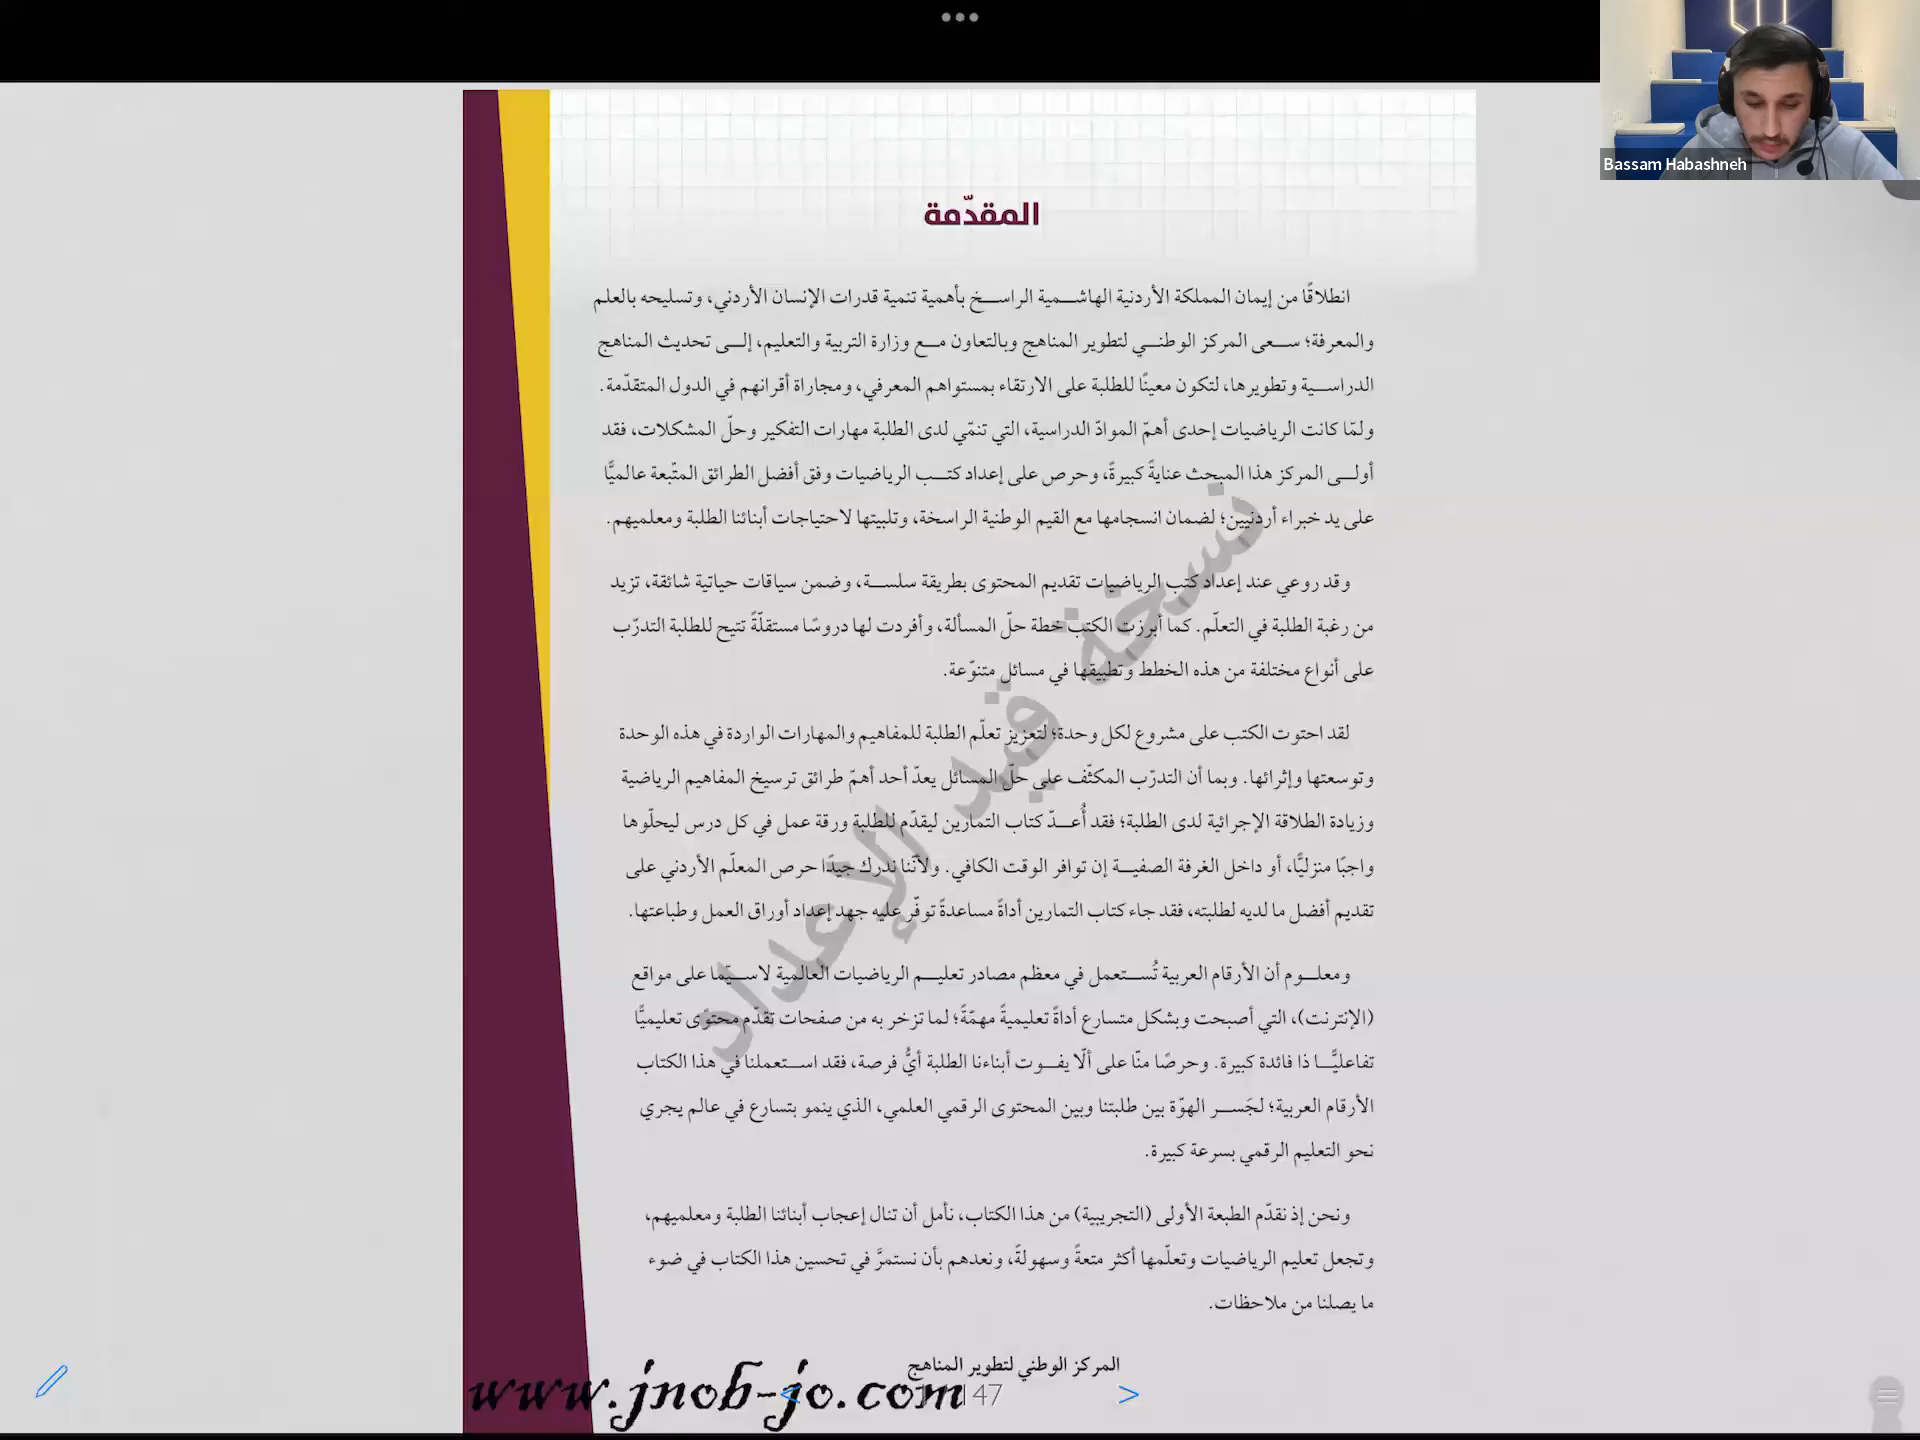 Bassam Habashneh
المقدّمة
انطلاقًا من إيمان المملكة الأردنية الهاشمية الراسخ بأهمية تنمية قدرات الإنسان الأردني، وتسليحه بالعلم
والمعرفة؛ سعى المركز الوطني لتطوير المناهج وبالتعاون مع وزارة التربية والتعليم، إلى تحديث المناهج
الدراسية وتطويرها، لتكون معينًا للطلبة على الارتقاء بمستواهم المعرفي، ومجاراة أقرانهم في الدول المتقدّمة.
ولمّا كانت الرياضيات إحدى أهمّ الموادّ الدراسية، التي تنمّي لدى الطلبة مهارات التفكير وحلّ المشكلات، فقد
أولى المركز هذا المبحث عنايةً كبيرةً، وحرص على إعداد كتب الرياضيات وفق أفضل الطرائق المتّبعة عالميًّا
على يد خبراء أردنيين؛ لضمان انسجامها مع القيم الوطنية الراسخة، وتلبيتها لاحتياجات أبنائنا الطلبة ومعلميهم.
وقد روعي عند إعداد كتب الرياضيات تقديم المحتوى بطريقة سلسة، وضمن سياقات حياتية شائقة، تزيد
من رغبة الطلبة في التعلّم. كما أبرزت الكتب خطة حلّ المسألة، وأفردت لها دروسًا مستقلّةً تتيح للطلبة التدرّب
على أنواع مختلفة من هذه الخطط وتطبيقها في مسائل متنوّعة.
لقد احتوت الكتب على مشروع لكل وحدة؛ لتعزيز تعلّم الطلبة للمفاهيم والمهارات الواردة في هذه الوحدة
وتوسعتها وإثرائها. وبما أن التدرّب المكثّف على حلّ المسائل يعدّ أحد أهمّ طرائق ترسيخ المفاهيم الرياضية
وزيادة الطلاقة الإجرائية لدى الطلبة؛ فقد أُعدّ كتاب التمارين ليقدّم للطلبة ورقة عمل في كل درس ليحلّوها
واجبًا منزليًّا، أو داخل الغرفة الصفية إن توافر الوقت الكافي. ولأنّنا ندرك جيدًا حرص المعلّم الأردني على
تقديم أفضل ما لديه لطلبته، فقد جاء كتاب التمارين أداةً مساعدةً توفّر عليه جهد إعداد أوراق العمل وطباعتها.
ومعلوم أن الأرقام العربية تُستعمل في معظم مصادر تعليم الرياضيات العالمية لاسيّما على مواقع
(الإنترنت)، التي أصبحت وبشكل متسارع أداةً تعليميةً مهمّةً؛ لما تزخر به من صفحات تقدّم محتوى تعليميًّا
تفاعليًّا ذا فائدة كبيرة. وحرصًا منّا على ألّا يفوت أبناءنا الطلبة أيُّ فرصة، فقد استعملنا في هذا الكتاب
الأرقام العربية؛ لجَسر الهوّة بين طلبتنا وبين المحتوى الرقمي العلمي، الذي ينمو بتسارع في عالم يجري
نحو التعليم الرقمي بسرعة كبيرة.
ونحن إذ نقدّم الطبعة الأولى (التجريبية) من هذا الكتاب، نأمل أن تنال إعجاب أبنائنا الطلبة ومعلميهم،
وتجعل تعليم الرياضيات وتعلّمها أكثر متعةً وسهولةً، ونعدهم بأن نستمرَّ في تحسين هذا الكتاب في ضوء
ما يصلنا من ملاحظات.
المركز الوطني لتطوير المناهج
نسخة قيد الإعداد
www.jnob-jo.com
147